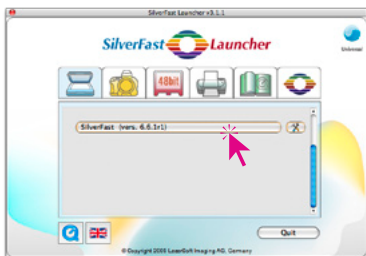 SilverFast Launcher v3.1.1
SilverFast Launcher
Universal
48bit
SilverFast (vers. 6.6.1r1)
Quit
© Copyright 2008 LaserSoft Imaging AG, Germany